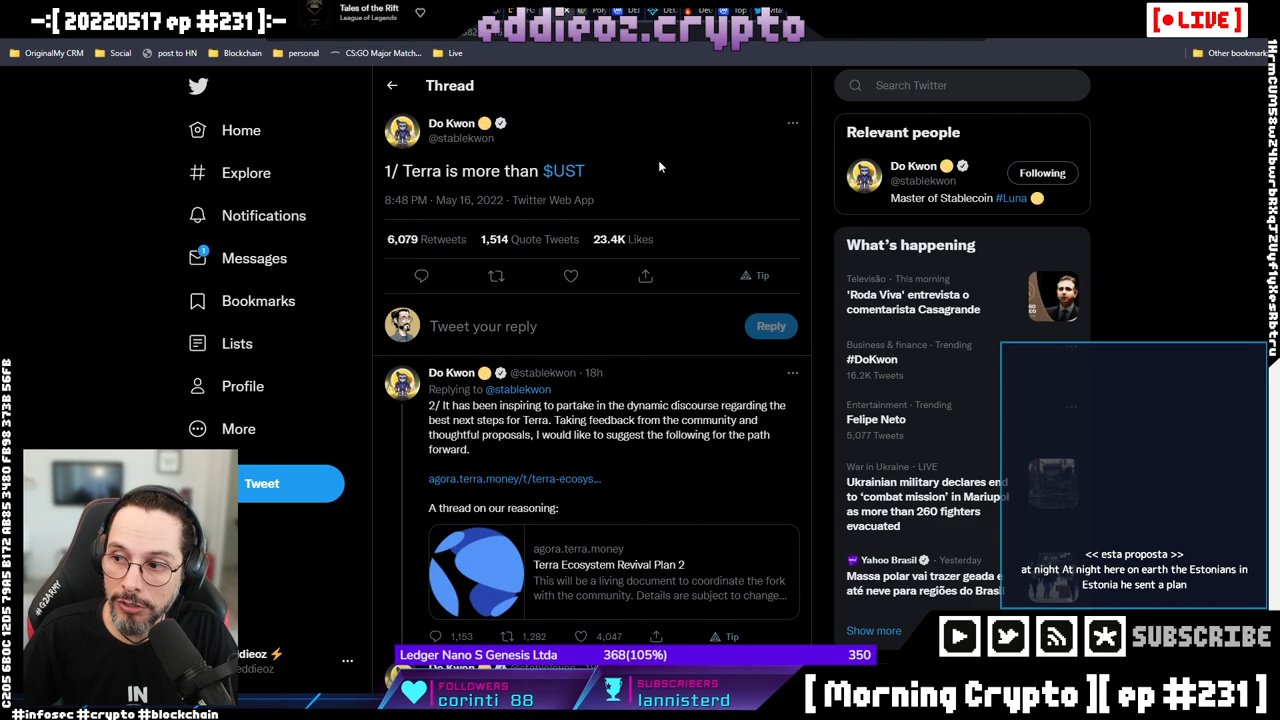 —:[ 20220517 ep #231 ]:—
Tales of the Rift
League of Legends
eddieoz.crypto
[ • LIVE ]
OriginalMy CRM
Social
post to HN
Blockchain
personal
CS:GO Major Match...
Live
Other bookmark
Thread
Search Twitter
Home
Explore
Notifications
1
Messages
Bookmarks
Lists
Profile
More
Tweet
Do Kwon
@stablekwon
1/ Terra is more than $UST
8:48 PM · May 16, 2022 · Twitter Web App
6,079 Retweets 1,514 Quote Tweets 23.4K Likes
Tip
Tweet your reply
Reply
Do Kwon @stablekwon · 18h
Replying to @stablekwon
2/ It has been inspiring to partake in the dynamic discourse regarding the
best next steps for Terra. Taking feedback from the community and
thoughtful proposals, I would like to suggest the following for the path
forward.
agora.terra.money/t/terra-ecosys...
A thread on our reasoning:
agora.terra.money
Terra Ecosystem Revival Plan 2
This will be a living document to coordinate the fork
with the community. Details are subject to change...
1,153 1,282 4,047 Tip
Relevant people
Do Kwon
@stablekwon
Following
Master of Stablecoin #Luna
What's happening
Televisão · This morning
'Roda Viva' entrevista o
comentarista Casagrande
Business & finance · Trending
#DoKwon
16.2K Tweets
Entertainment · Trending
Felipe Neto
5,077 Tweets
War in Ukraine · LIVE
Ukrainian military declares end
to 'combat mission' in Mariupol
as more than 260 fighters
evacuated
Yahoo Brasil · Yesterday
Massa polar vai trazer geada e
até neve para regiões do Brasil
Show more
<< esta proposta >>
at night At night here on earth the Estonians in
Estonia he sent a plan
SUBSCRIBE
Ledger Nano S Genesis Ltda 368(105%) 350
FOLLOWERS
corinti_88
SUBSCRIBERS
lannisterd
[ Morning Crypto ][ ep #231 ]
#infosec #crypto #blockchain